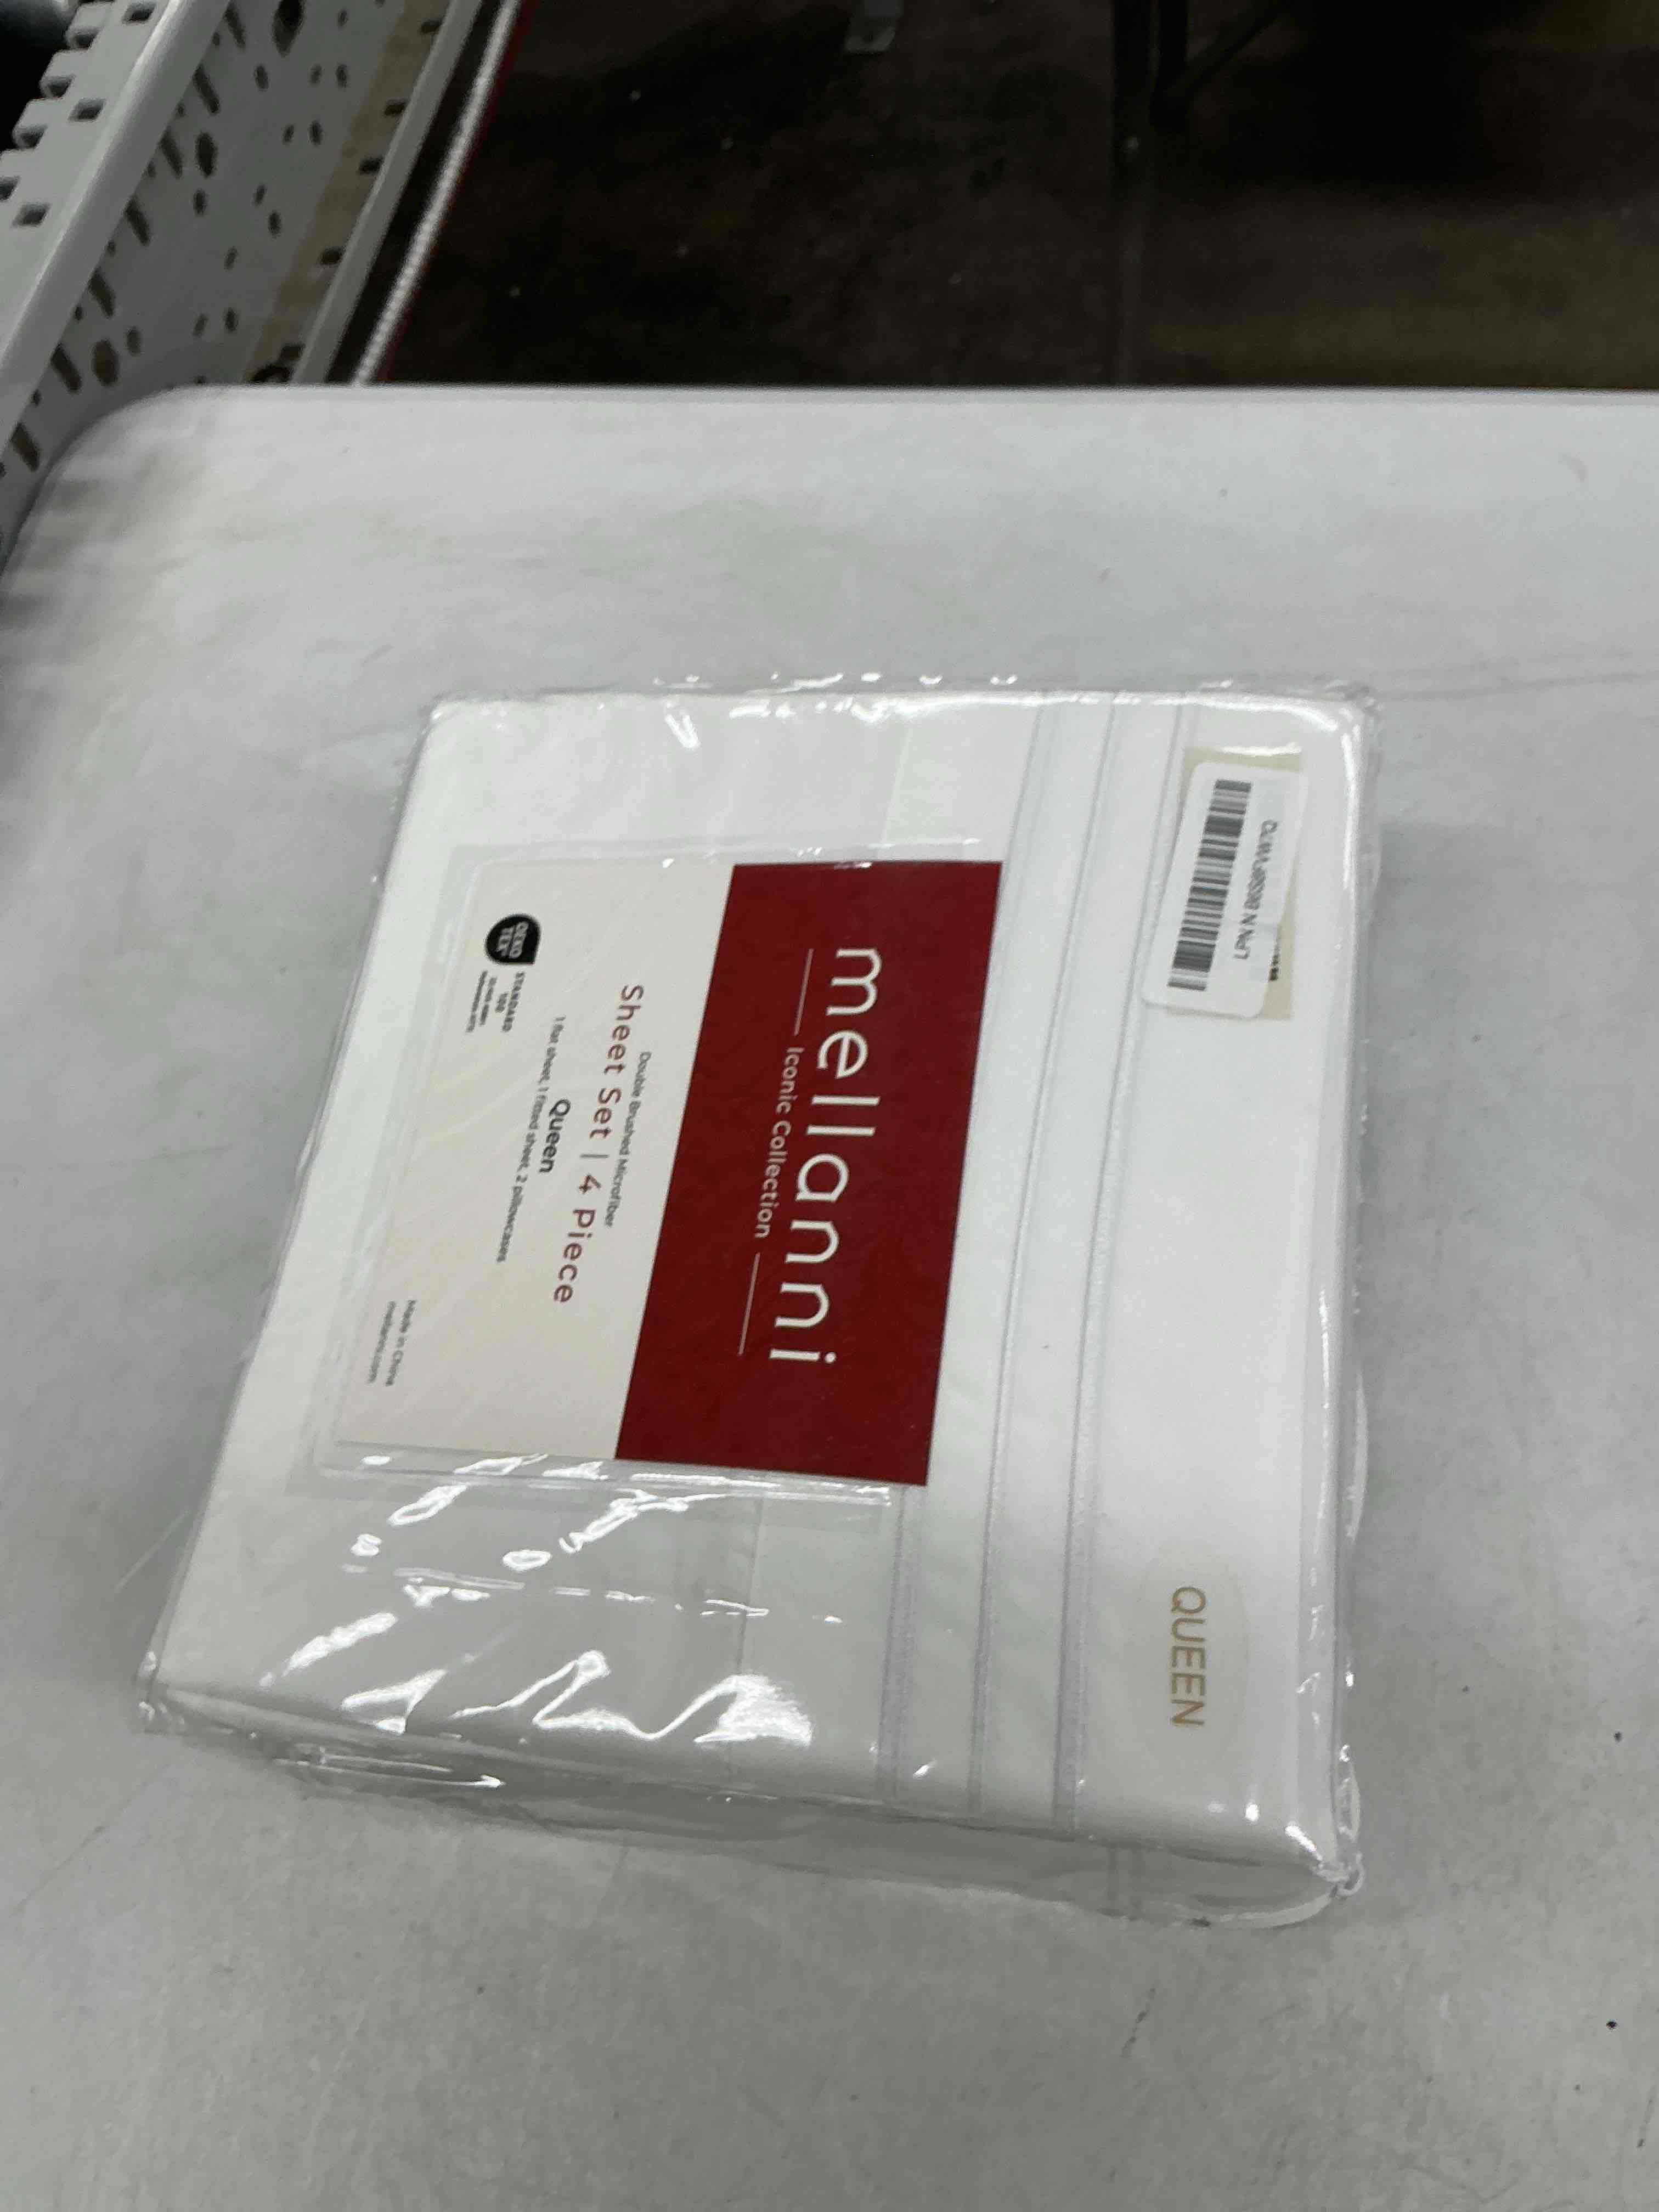 mellanni
Iconic Collection
Double Brushed Microfiber
Sheet Set | 4 Piece
Queen
1 flat sheet, 1 fitted sheet, 2 pillowcases
OEKO
TEX
STANDARD
100
Made in China
mellanni.com
QUEEN